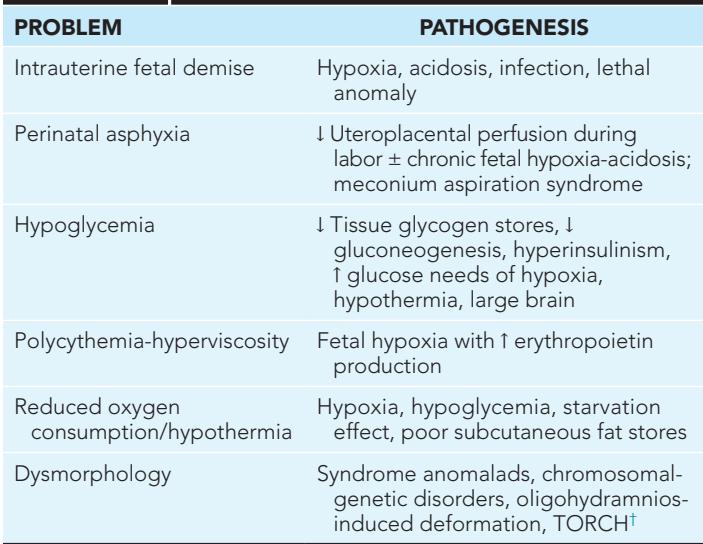 PROBLEM PATHOGENESIS
Intrauterine fetal demise Hypoxia, acidosis, infection, lethal
anomaly
Perinatal asphyxia ↓ Uteroplacental perfusion during
labor ± chronic fetal hypoxia-acidosis;
meconium aspiration syndrome
Hypoglycemia ↓ Tissue glycogen stores, ↓
gluconeogenesis, hyperinsulinism,
↑ glucose needs of hypoxia,
hypothermia, large brain
Polycythemia-hyperviscosity Fetal hypoxia with ↑ erythropoietin
production
Reduced oxygen Hypoxia, hypoglycemia, starvation
consumption/hypothermia effect, poor subcutaneous fat stores
Dysmorphology Syndrome anomalads, chromosomal-
genetic disorders, oligohydramnios-
induced deformation, TORCH†